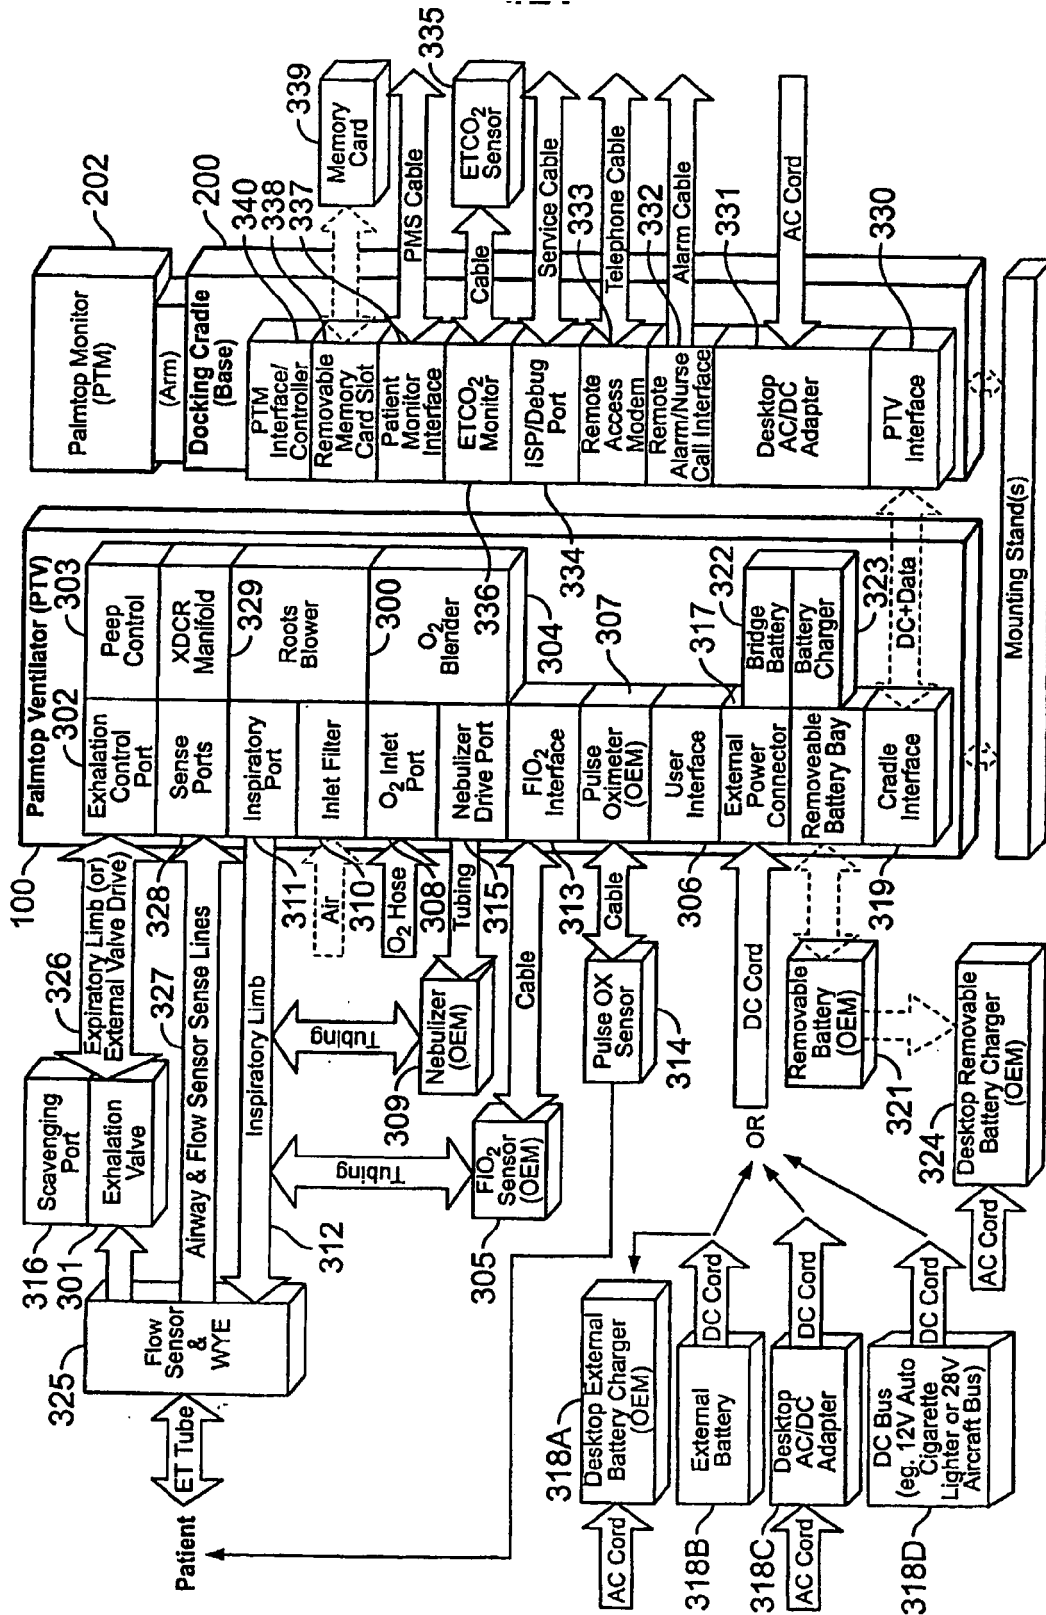 Palmtop Monitor
(PTM)
202
(Arm)
Docking Cradle
(Base)
200
PTM
Interface/
Controller
340
Removable
Memory
Card Slot
338
Patient
Monitor
Interface
337
ETCO2
Monitor
336
ISP/Debug
Port
334
Remote
Access
Modem
333
Remote
Alarm/Nurse
Call Interface
332
Desktop
AC/DC
Adapter
331
PTV
Interface
330
Memory
Card
339
PMS Cable
Cable
ETCO2
Sensor
335
Service Cable
Telephone Cable
Alarm Cable
AC Cord
Palmtop Ventilator (PTV)
100
302
303
Exhalation
Control
Port
Peep
Control
Sense
Ports
XDCR
Manifold
328
Inspiratory
Port
Roots
Blower
329
311
Inlet Filter
310
O2 Inlet
Port
O2
Blender
300
308
Nebulizer
Drive Port
315
FIO2
Interface
304
313
Pulse
Oximeter
(OEM)
307
User
Interface
306
External
Power
Connector
317
Bridge
Battery
322
Battery
Charger
323
Removeable
Battery Bay
Cradle
Interface
319
DC+Data
Mounting Stand(s)
Expiratory Limb (or)
External Valve Drive)
326
327
Airway & Flow Sensor Sense Lines
Inspiratory Limb
312
Air
O2 Hose
Tubing
Cable
Cable
DC Cord
Scavenging
Port
316
Exhalation
Valve
301
Flow
Sensor
&
WYE
325
ET Tube
Patient
Tubing
Nebulizer
(OEM)
309
Tubing
FIO2
Sensor
(OEM)
305
Pulse OX
Sensor
314
OR
Removable
Battery
(OEM)
321
Desktop Removable
Battery Charger
(OEM)
324
AC Cord
318A
Desktop External
Battery Charger
(OEM)
AC Cord
External
Battery
318B
DC Cord
Desktop
AC/DC
Adapter
318C
AC Cord
DC Cord
DC Bus
(eg. 12V Auto
Cigarette
Lighter or 28V
Aircraft Bus)
318D
DC Cord